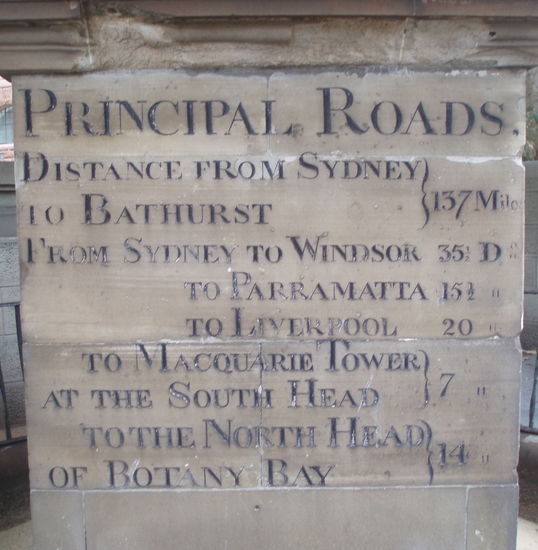 PRINCIPAL ROADS.
DISTANCE FROM SYDNEY
TO BATHURST } 137 Miles
FROM SYDNEY TO WINDSOR 35½ Do
TO PARRAMATTA 15½ "
TO LIVERPOOL 20 "
TO MACQUARIE TOWER
AT THE SOUTH HEAD } 7 "
TO THE NORTH HEAD
OF BOTANY BAY } 14 "